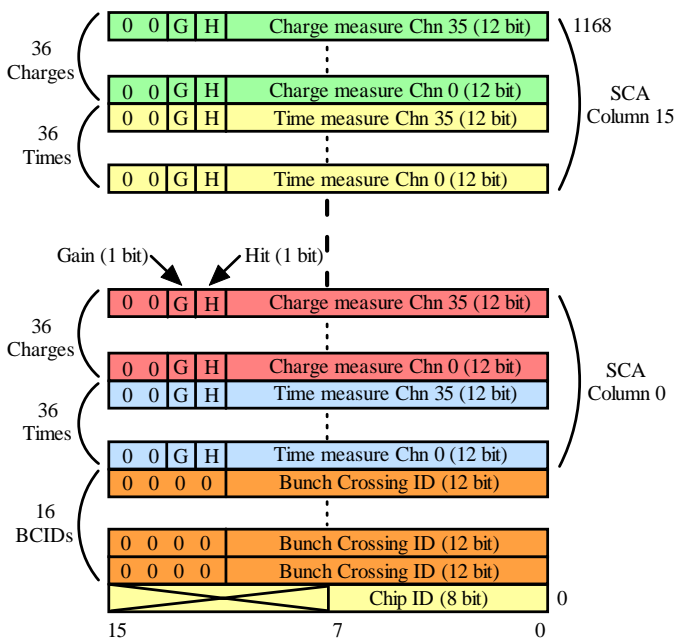 0 0 G H Charge measure Chn 35 (12 bit) 1168
36
Charges
0 0 G H Charge measure Chn 0 (12 bit)
SCA
Column 15
0 0 G H Time measure Chn 35 (12 bit)
36
Times
0 0 G H Time measure Chn 0 (12 bit)
Gain (1 bit) Hit (1 bit)
0 0 G H Charge measure Chn 35 (12 bit)
36
Charges
0 0 G H Charge measure Chn 0 (12 bit)
SCA
Column 0
0 0 G H Time measure Chn 35 (12 bit)
36
Times
0 0 G H Time measure Chn 0 (12 bit)
0 0 0 0 Bunch Crossing ID (12 bit)
16
BCIDs
0 0 0 0 Bunch Crossing ID (12 bit)
0 0 0 0 Bunch Crossing ID (12 bit)
Chip ID (8 bit) 0
15 7 0